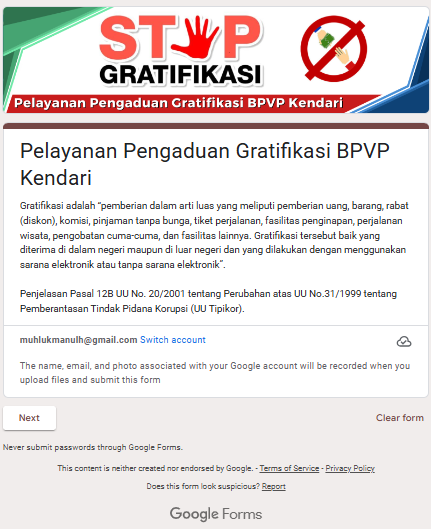 STOP
GRATIFIKASI
Pelayanan Pengaduan Gratifikasi BPVP Kendari
Pelayanan Pengaduan Gratifikasi BPVP
Kendari
Gratifikasi adalah “pemberian dalam arti luas yang meliputi pemberian uang, barang, rabat
(diskon), komisi, pinjaman tanpa bunga, tiket perjalanan, fasilitas penginapan, perjalanan
wisata, pengobatan cuma-cuma, dan fasilitas lainnya. Gratifikasi tersebut baik yang
diterima di dalam negeri maupun di luar negeri dan yang dilakukan dengan menggunakan
sarana elektronik atau tanpa sarana elektronik”.
Penjelasan Pasal 12B UU No. 20/2001 tentang Perubahan atas UU No.31/1999 tentang
Pemberantasan Tindak Pidana Korupsi (UU Tipikor).
muhlukmanulh@gmail.com Switch account
The name, email, and photo associated with your Google account will be recorded when you
upload files and submit this form
Next
Clear form
Never submit passwords through Google Forms.
This content is neither created nor endorsed by Google. - Terms of Service - Privacy Policy
Does this form look suspicious? Report
Google Forms